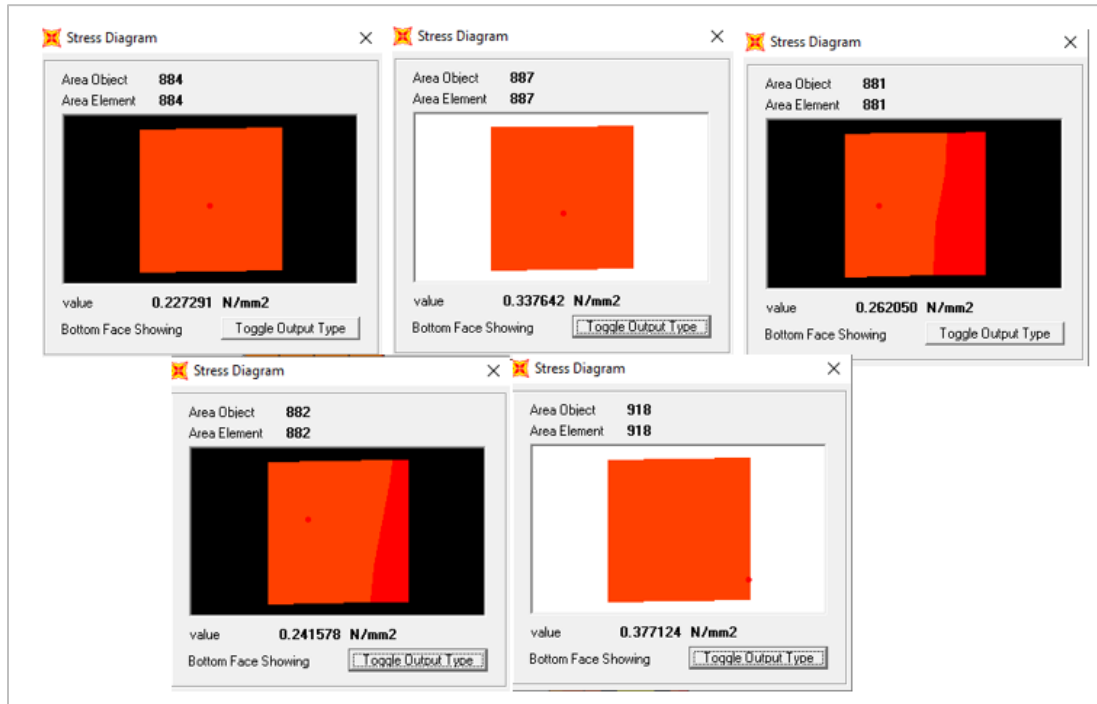 Stress Diagram
Area Object 884
Area Element 884
value 0.227291 N/mm2
Bottom Face Showing Toggle Output Type
Stress Diagram
Area Object 887
Area Element 887
value 0.337642 N/mm2
Bottom Face Showing Toggle Output Type
Stress Diagram
Area Object 881
Area Element 881
value 0.262050 N/mm2
Bottom Face Showing Toggle Output Type
Stress Diagram
Area Object 882
Area Element 882
value 0.241578 N/mm2
Bottom Face Showing Toggle Output Type
Stress Diagram
Area Object 918
Area Element 918
value 0.377124 N/mm2
Bottom Face Showing Toggle Output Type